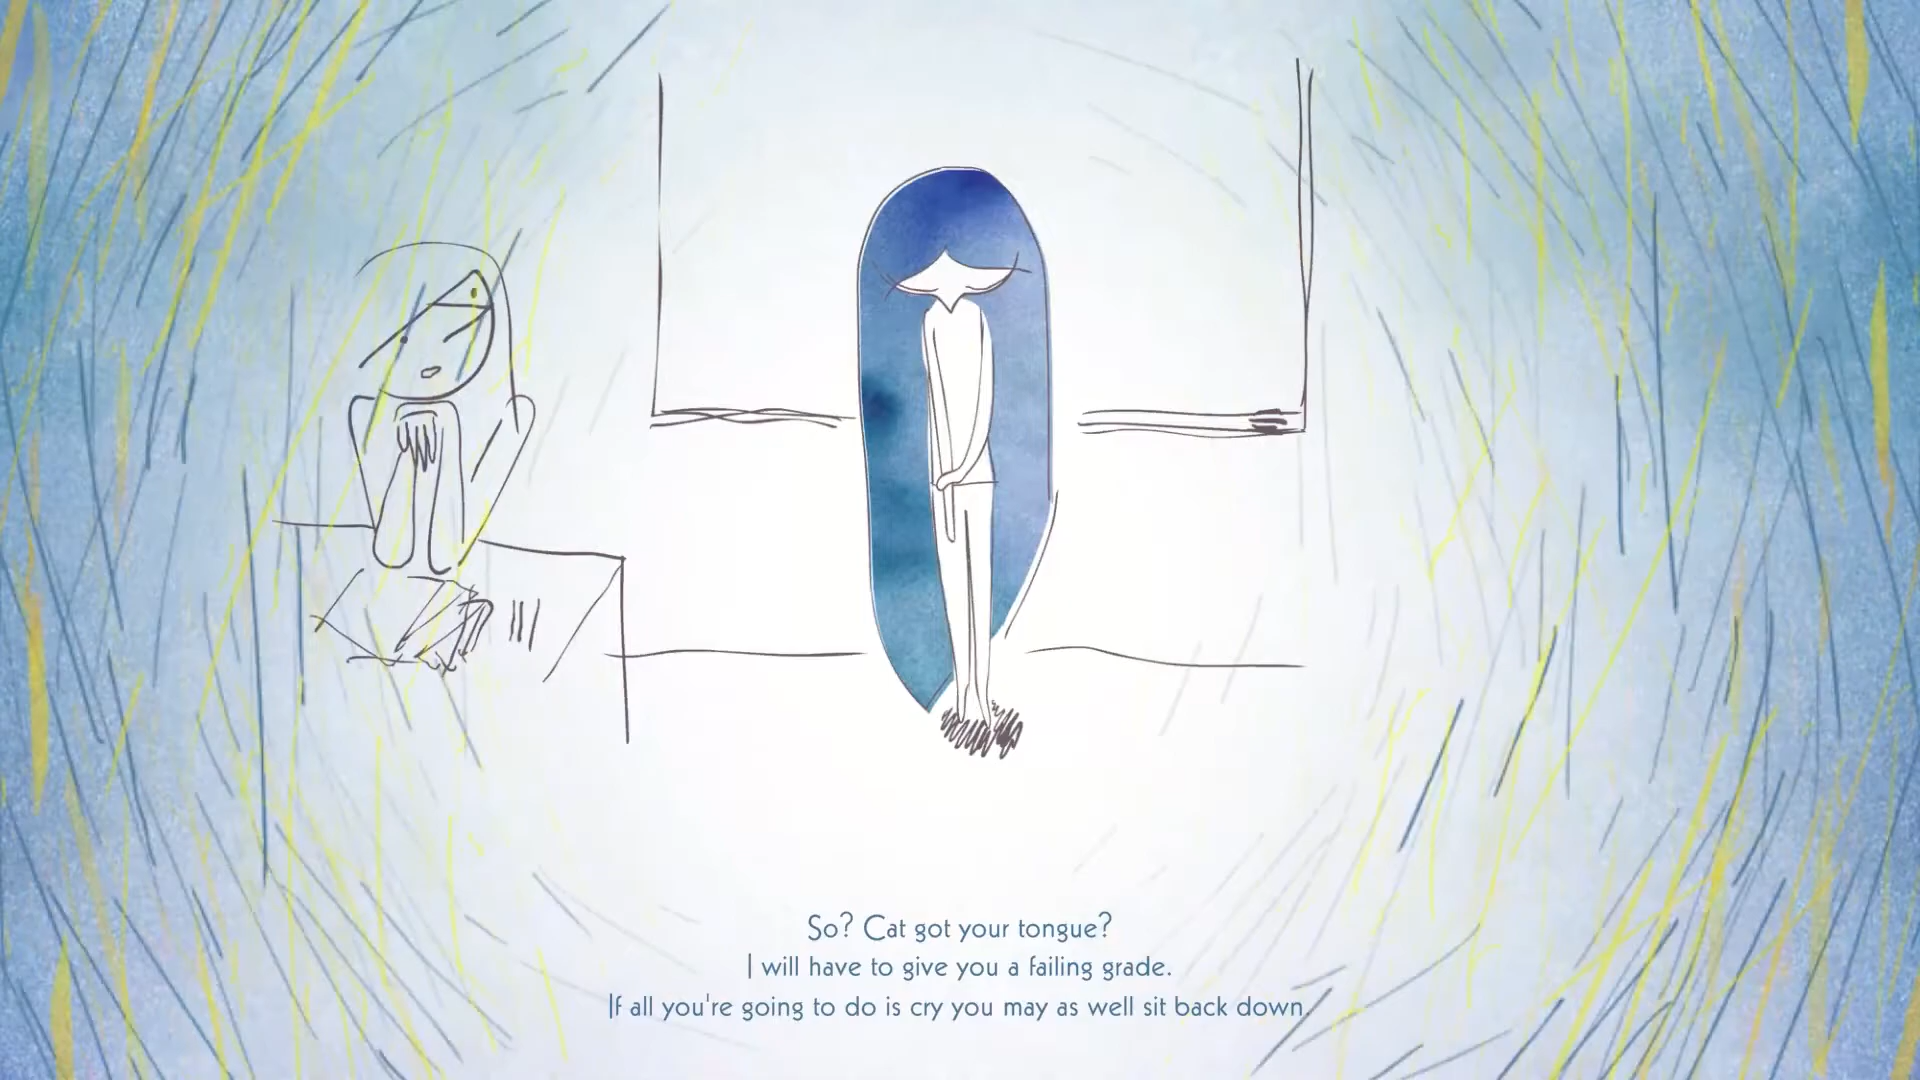 So? Cat got your tongue?
I will have to give you a failing grade.
If all you're going to do is cry you may as well sit back down.